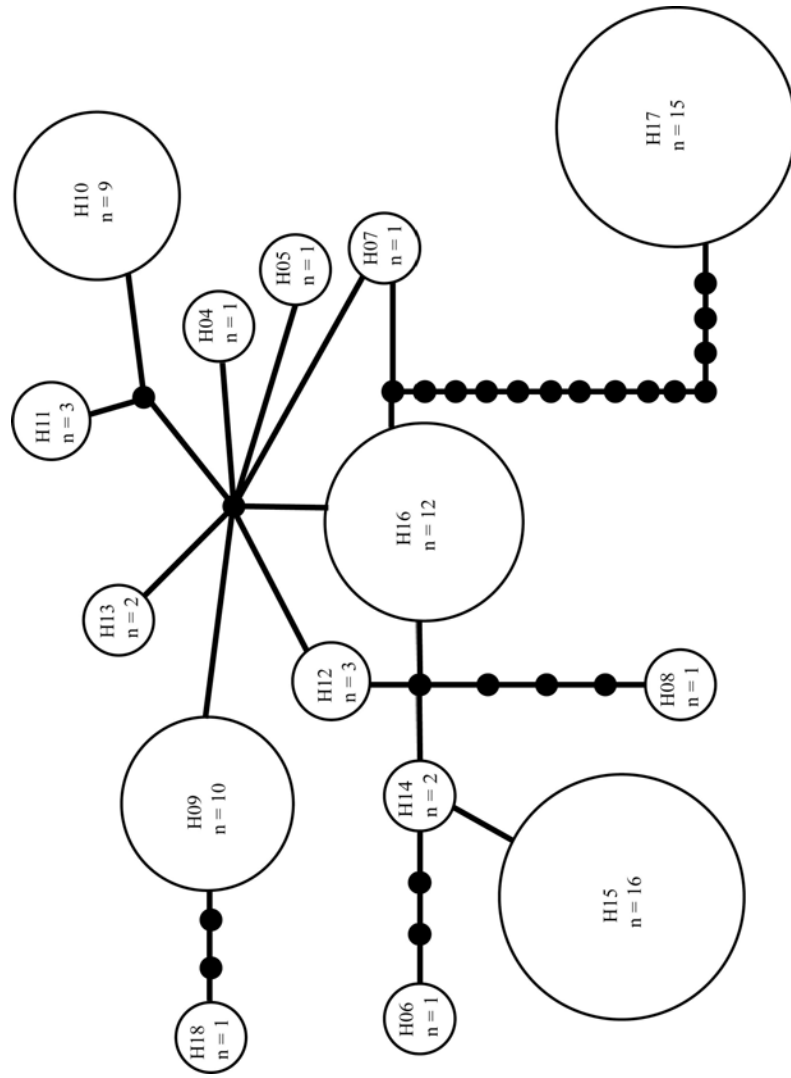 H11
n = 3
H10
n = 9
H13
n = 2
H18
n = 1
H09
n = 10
H04
n = 1
H05
n = 1
H12
n = 3
H07
n = 1
H06
n = 1
H14
n = 2
H16
n = 12
H15
n = 16
H08
n = 1
H17
n = 15